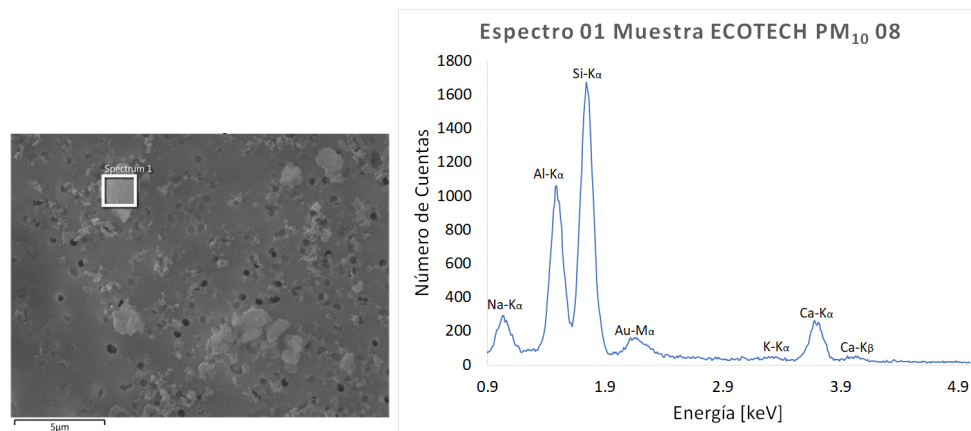 Spectrum 1
5μm
Espectro 01 Muestra ECOTECH PM₁₀ 08
Número de Cuentas
1800
1600
1400
1200
1000
800
600
400
200
0
Na-Kα
Al-Kα
Si-Kα
Au-Mα
K-Kα
Ca-Kα
Ca-Kβ
0.9 1.9 2.9 3.9 4.9
Energía [keV]